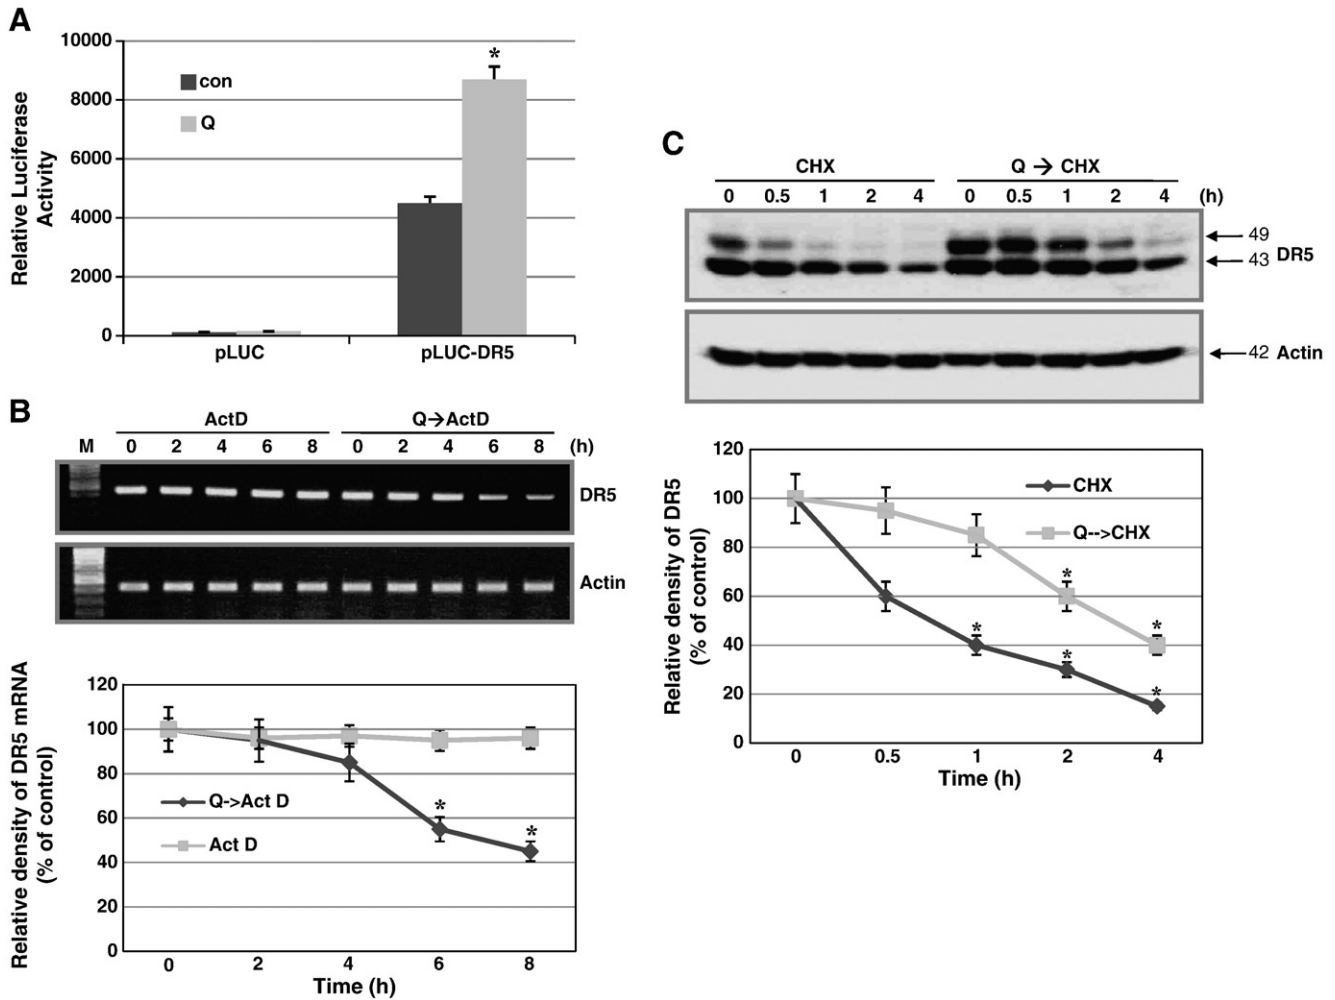 A
10000
8000
6000
4000
2000
0
Relative Luciferase
Activity
con
Q
*
pLUC pLUC-DR5
B
ActD Q→ActD
M 0 2 4 6 8 0 2 4 6 8 (h)
DR5
Actin
120
100
80
60
40
20
0
Relative density of DR5 mRNA
(% of control)
Q->Act D
Act D
* *
0 2 4 6 8
Time (h)
C
CHX Q → CHX
0 0.5 1 2 4 0 0.5 1 2 4 (h)
49
43 DR5
42 Actin
120
100
80
60
40
20
0
Relative density of DR5
(% of control)
CHX
Q-->CHX
* *
* * *
0 0.5 1 2 4
Time (h)